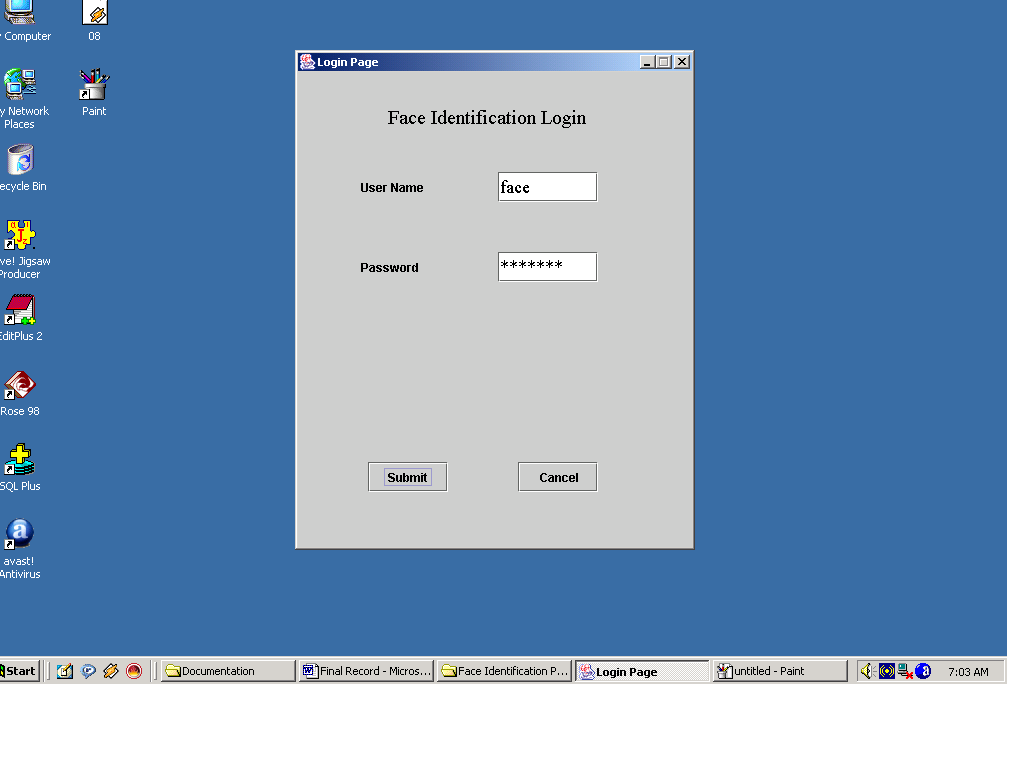 Computer
08
y Network
Places
Paint
ecycle Bin
ve! Jigsaw
Producer
EditPlus 2
Rose 98
SQL Plus
avast!
Antivirus
Login Page
Face Identification Login
User Name
face
Password
*******
Submit
Cancel
Start
Documentation
Final Record - Micros...
Face Identification P...
Login Page
untitled - Paint
7:03 AM